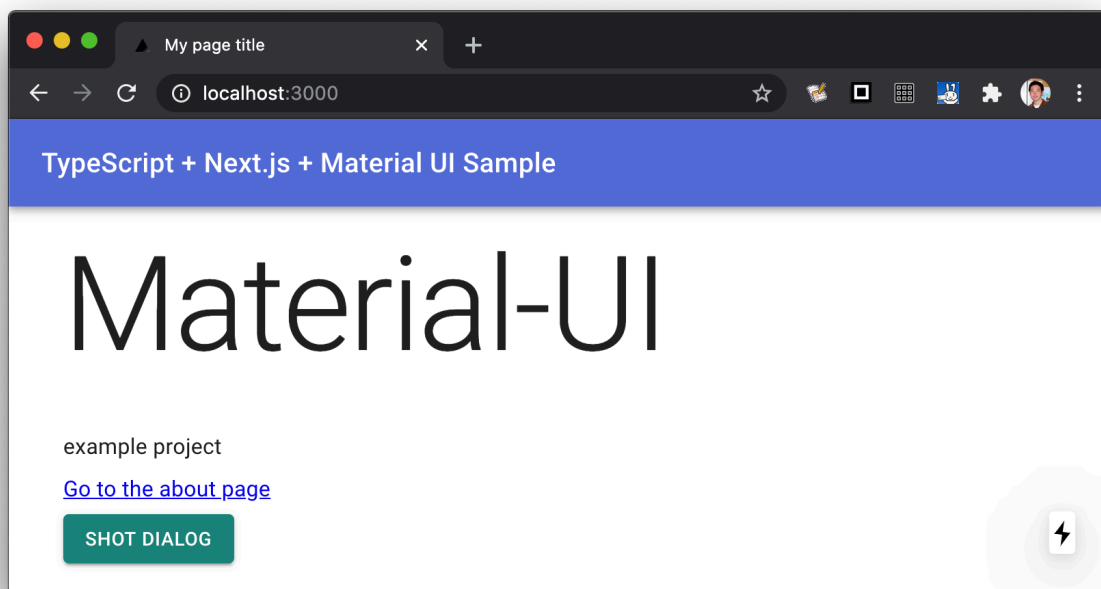 My page title
localhost:3000
TypeScript + Next.js + Material UI Sample
Material-UI
example project
Go to the about page
SHOT DIALOG